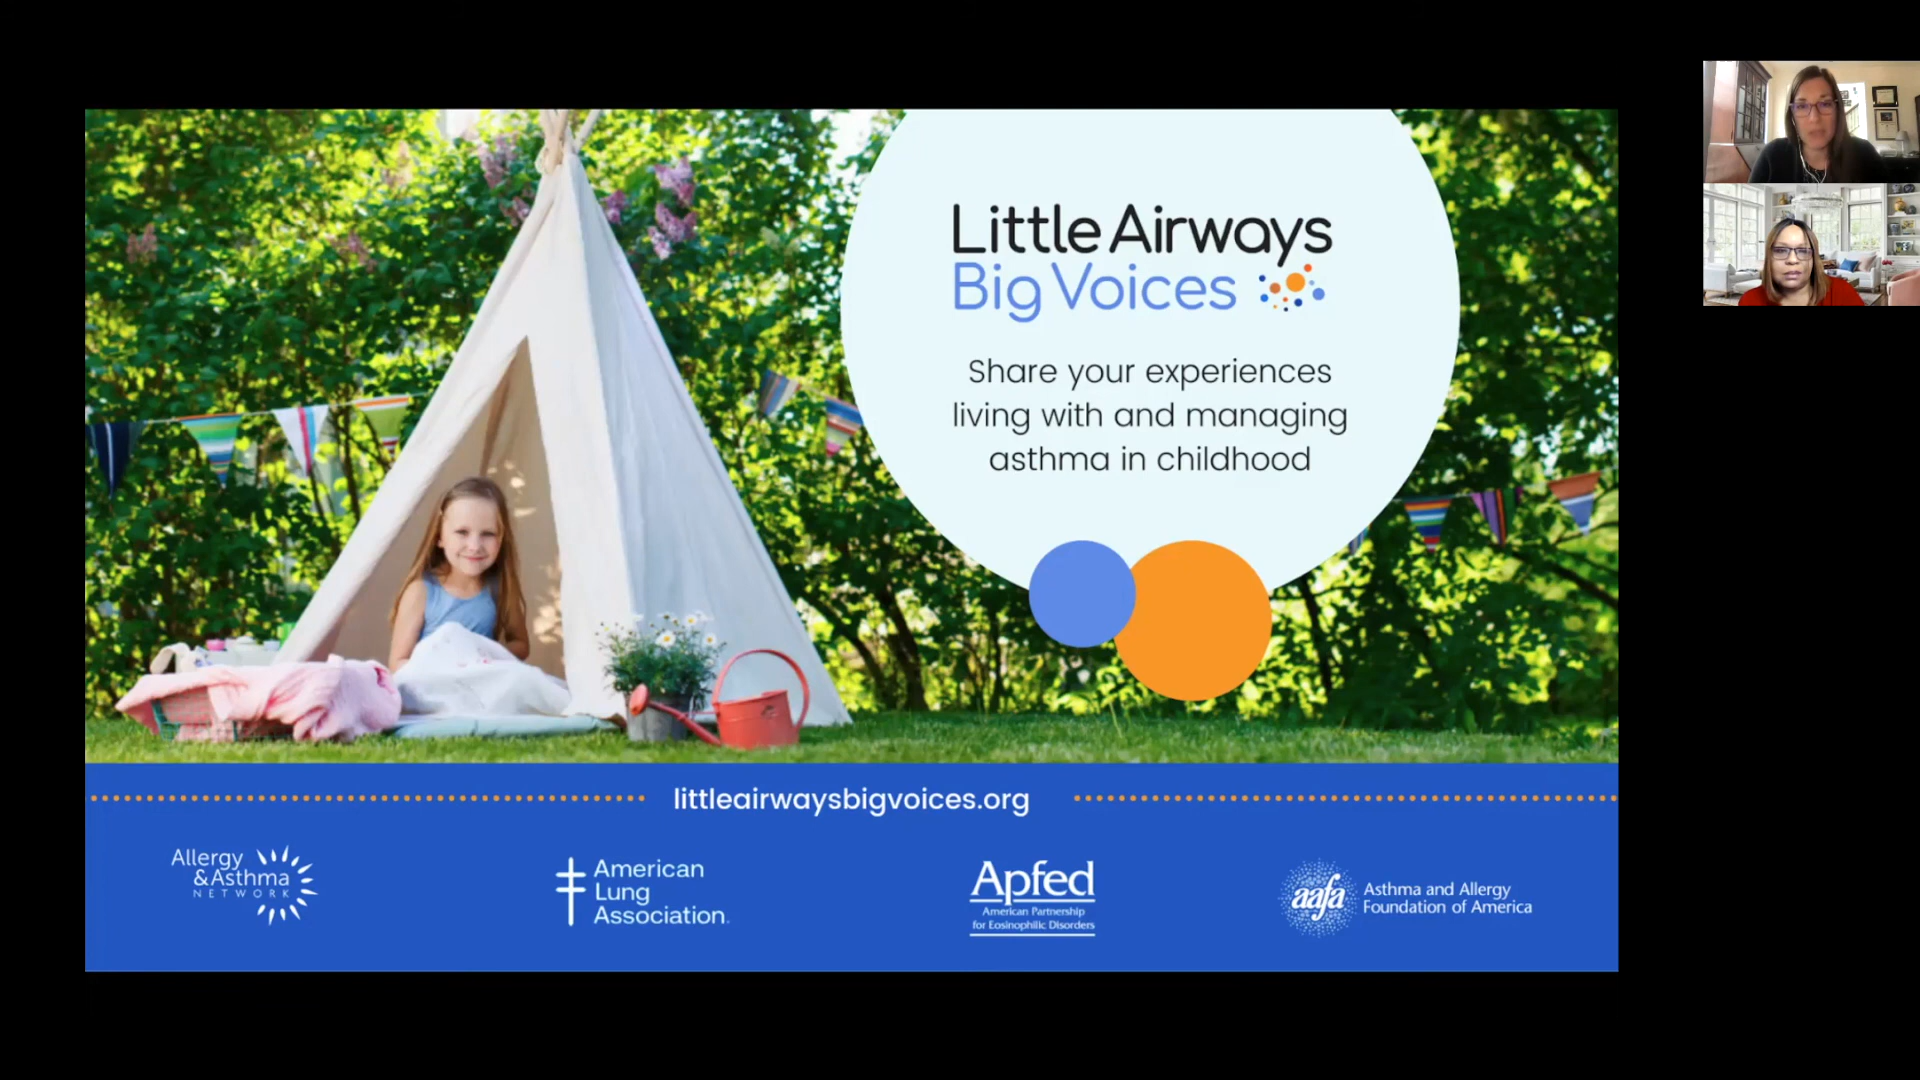 Little Airways
Big Voices
Share your experiences
living with and managing
asthma in childhood
littleairwaysbigvoices.org
Allergy
&Asthma
NETWORK
American
Lung
Association.
Apfed
American Partnership
for Eosinophilic Disorders
aafa
Asthma and Allergy
Foundation of America